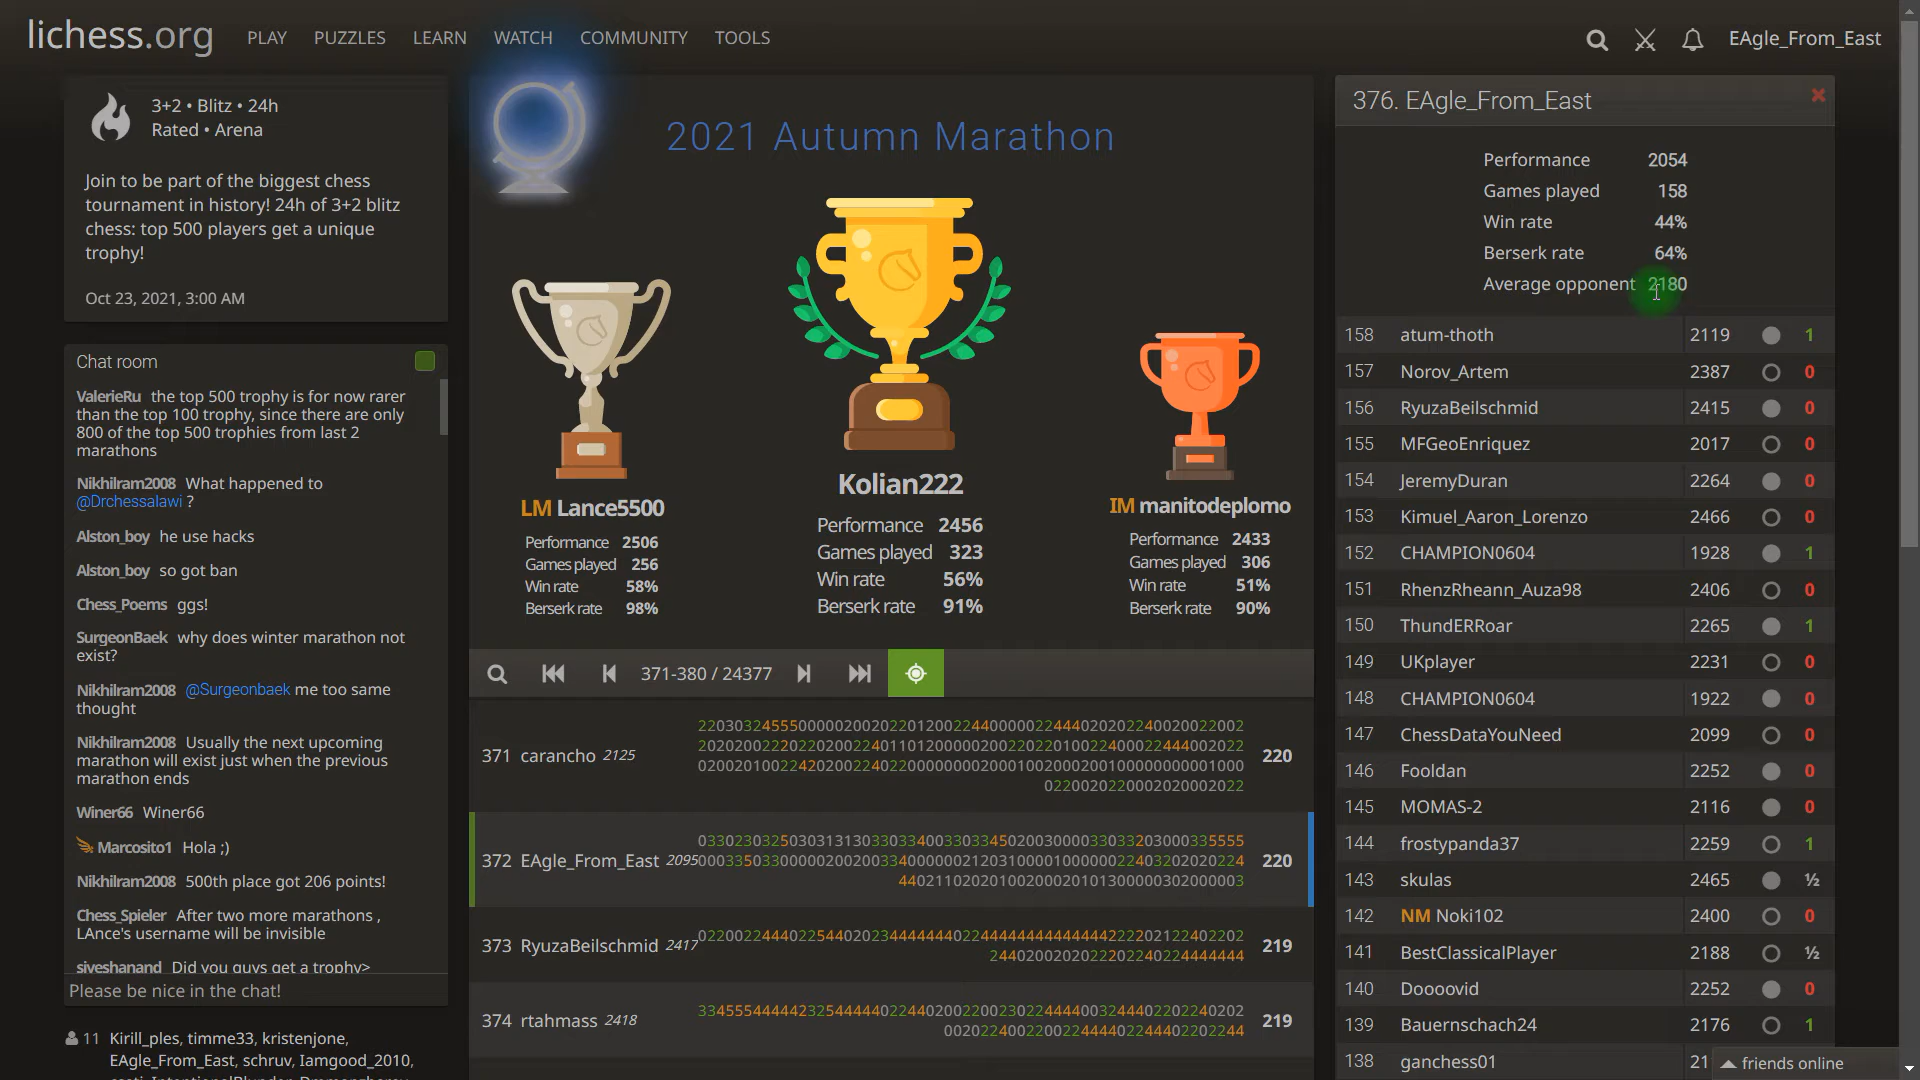 lichess.org PLAY PUZZLES LEARN WATCH COMMUNITY TOOLS EAgle_From_East
3+2 • Blitz • 24h
Rated • Arena
Join to be part of the biggest chess
tournament in history! 24h of 3+2 blitz
chess: top 500 players get a unique
trophy!
Oct 23, 2021, 3:00 AM
Chat room
ValerieRu the top 500 trophy is for now rarer
than the top 100 trophy, since there are only
800 of the top 500 trophies from last 2
marathons
Nikhilram2008 What happened to
@Drchessalawi ?
Alston_boy he use hacks
Alston_boy so got ban
Chess_Poems ggs!
SurgeonBaek why does winter marathon not
exist?
Nikhilram2008 @Surgeonbaek me too same
thought
Nikhilram2008 Usually the next upcoming
marathon will exist just when the previous
marathon ends
Winer66 Winer66
Marcosito1 Hola ;)
Nikhilram2008 500th place got 206 points!
Chess_Spieler After two more marathons ,
LAnce's username will be invisible
siveshanand Did you guys get a trophy>
Please be nice in the chat!
11 Kirill_ples, timme33, kristenjone,
EAgle_From_East, schruv, Iamgood_2010,
2021 Autumn Marathon
LM Lance5500
Performance 2506
Games played 256
Win rate 58%
Berserk rate 98%
Kolian222
Performance 2456
Games played 323
Win rate 56%
Berserk rate 91%
IM manitodeplomo
Performance 2433
Games played 306
Win rate 51%
Berserk rate 90%
371-380 / 24377
371 carancho 2125 220
372 EAgle_From_East 2095 220
373 RyuzaBeilschmid 2417 219
374 rtahmass 2418 219
376. EAgle_From_East
Performance 2054
Games played 158
Win rate 44%
Berserk rate 64%
Average opponent 2180
158 atum-thoth 2119 1
157 Norov_Artem 2387 0
156 RyuzaBeilschmid 2415 0
155 MFGeoEnriquez 2017 0
154 JeremyDuran 2264 0
153 Kimuel_Aaron_Lorenzo 2466 0
152 CHAMPION0604 1928 1
151 RhenzRheann_Auza98 2406 0
150 ThundERRoar 2265 1
149 UKplayer 2231 0
148 CHAMPION0604 1922 0
147 ChessDataYouNeed 2099 0
146 Fooldan 2252 0
145 MOMAS-2 2116 0
144 frostypanda37 2259 1
143 skulas 2465 ½
142 NM Noki102 2400 0
141 BestClassicalPlayer 2188 ½
140 Doooovid 2252 0
139 Bauernschach24 2176 1
138 ganchess01
friends online